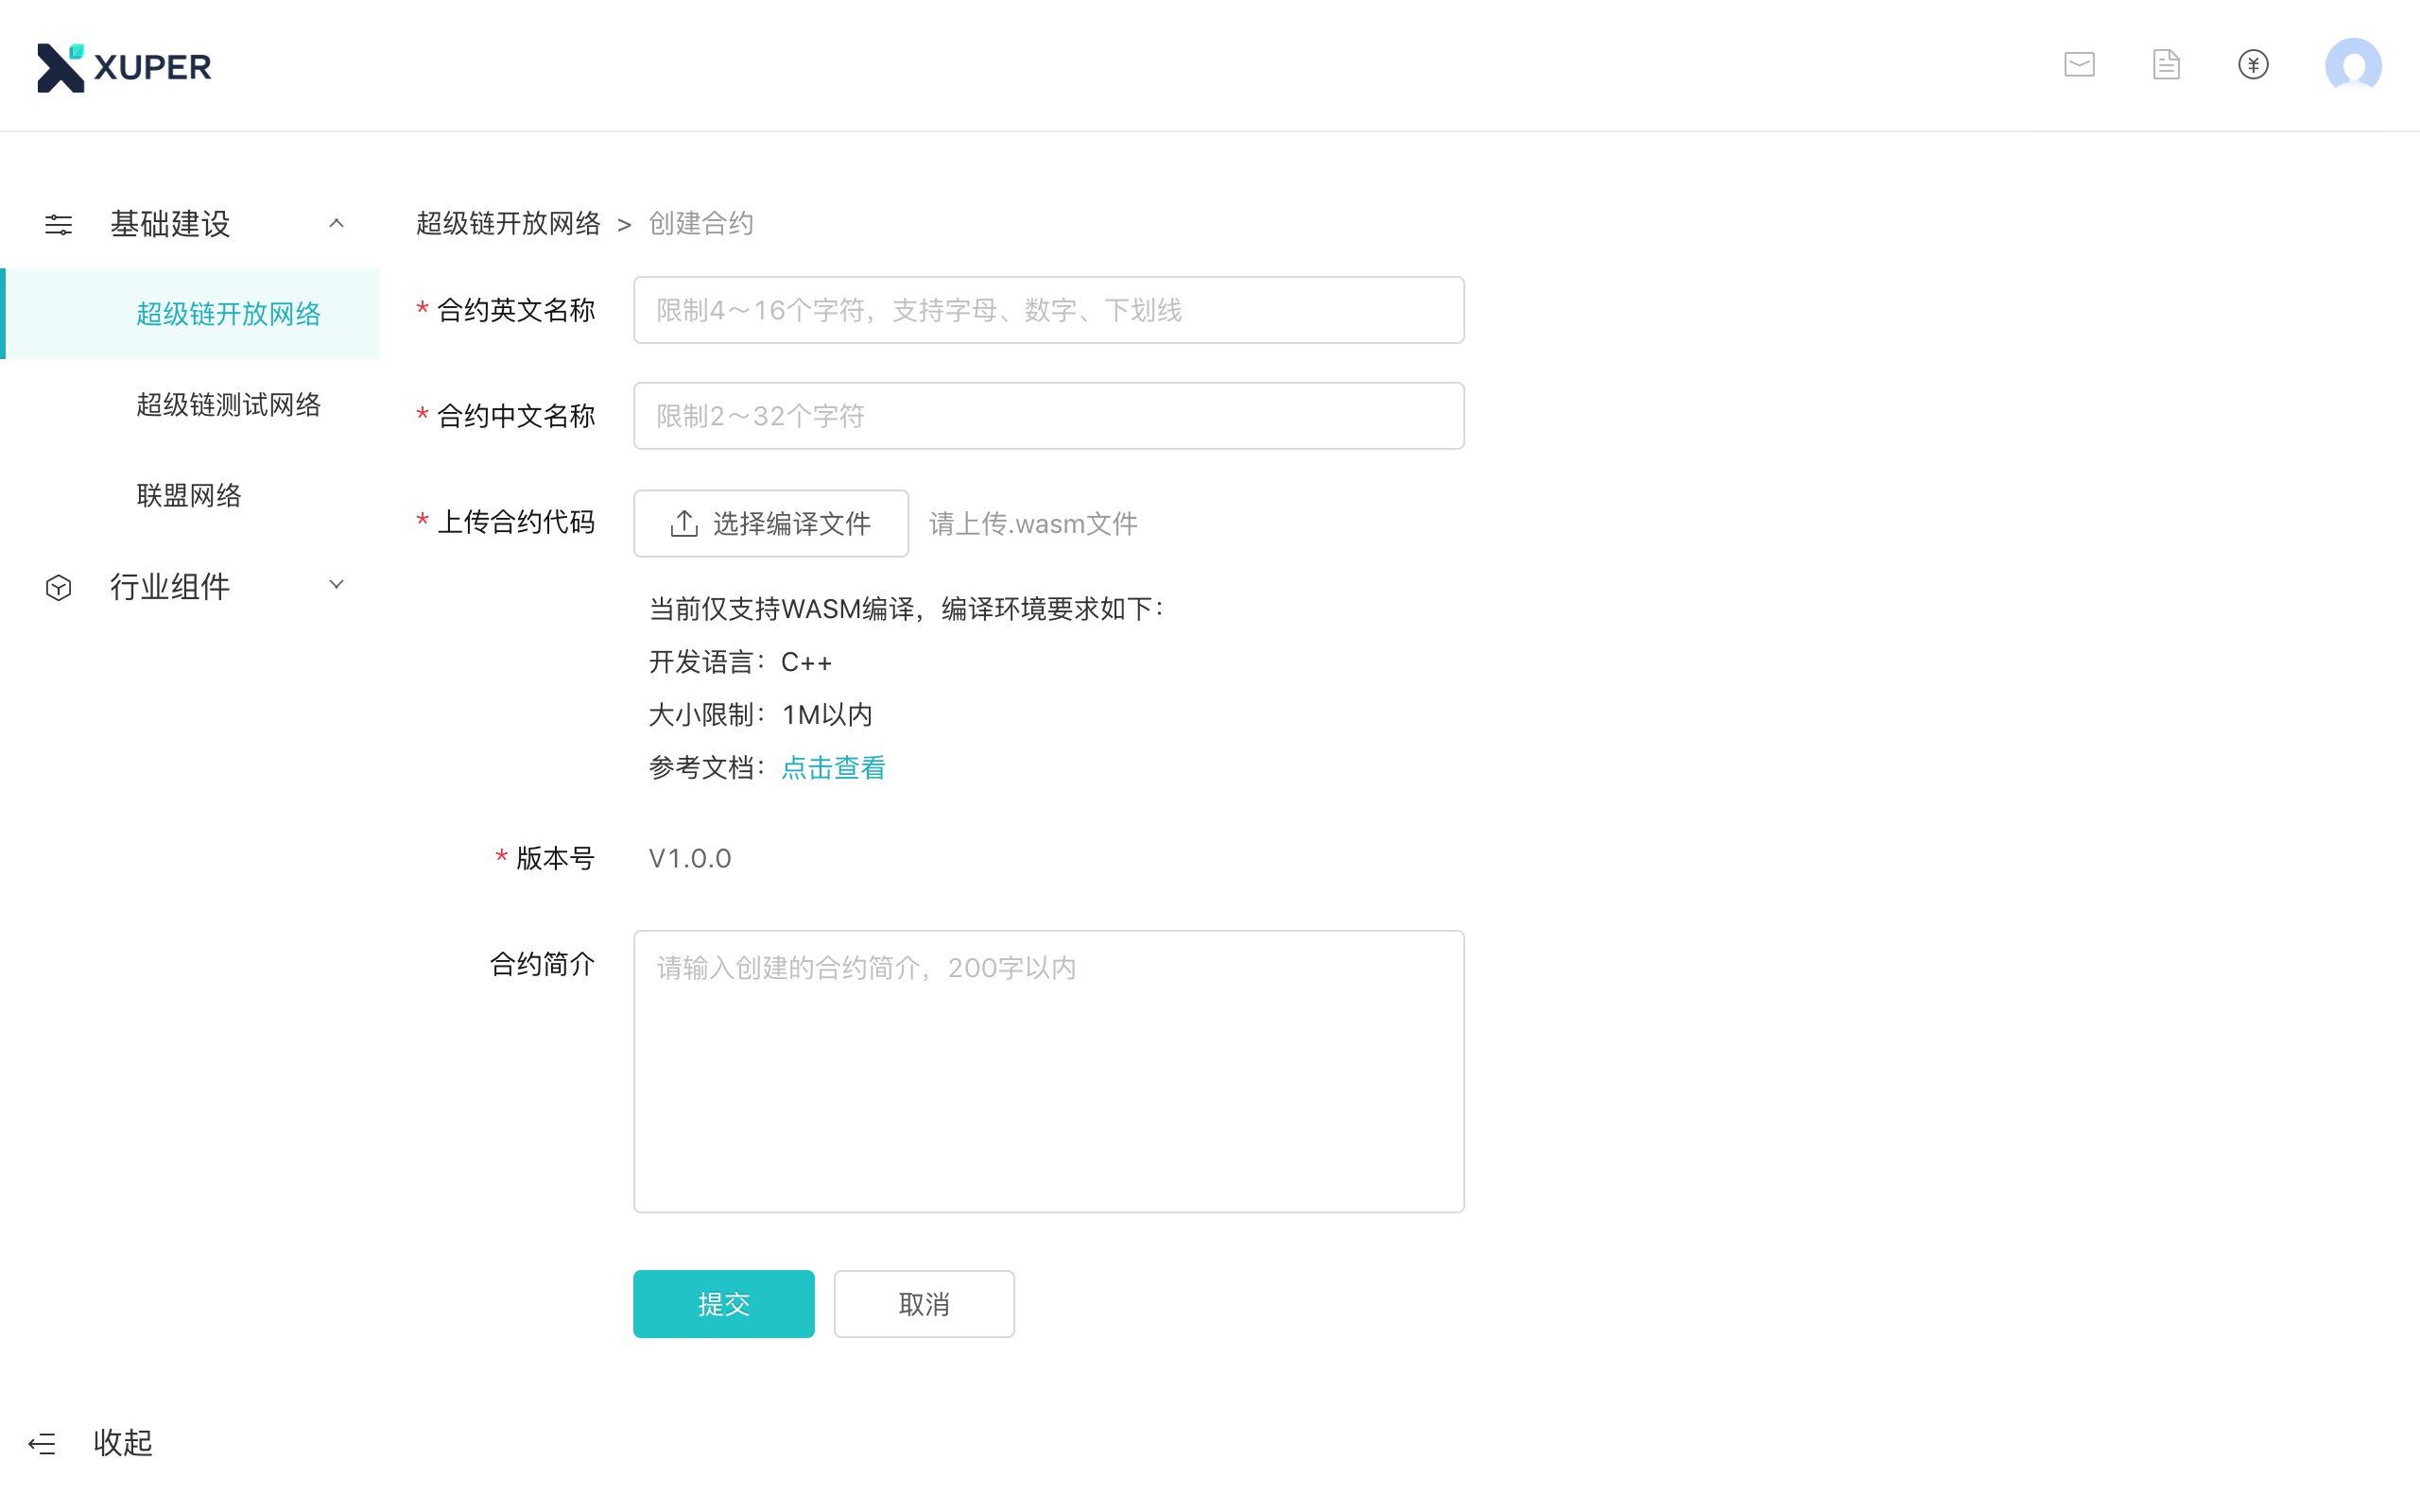 XUPER
基础建设
超级链开放网络
超级链测试网络
联盟网络
行业组件
收起
超级链开放网络 > 创建合约
* 合约英文名称 限制4～16个字符，支持字母、数字、下划线
* 合约中文名称 限制2～32个字符
* 上传合约代码 选择编译文件 请上传.wasm文件
当前仅支持WASM编译，编译环境要求如下：
开发语言：C++
大小限制：1M以内
参考文档：点击查看
* 版本号 V1.0.0
合约简介 请输入创建的合约简介，200字以内
提交 取消